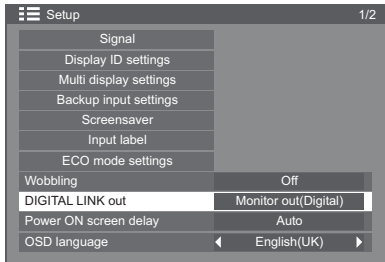 Setup 1/2
Signal
Display ID settings
Multi display settings
Backup input settings
Screensaver
Input label
ECO mode settings
Wobbling Off
DIGITAL LINK out Monitor out(Digital)
Power ON screen delay Auto
OSD language English(UK)